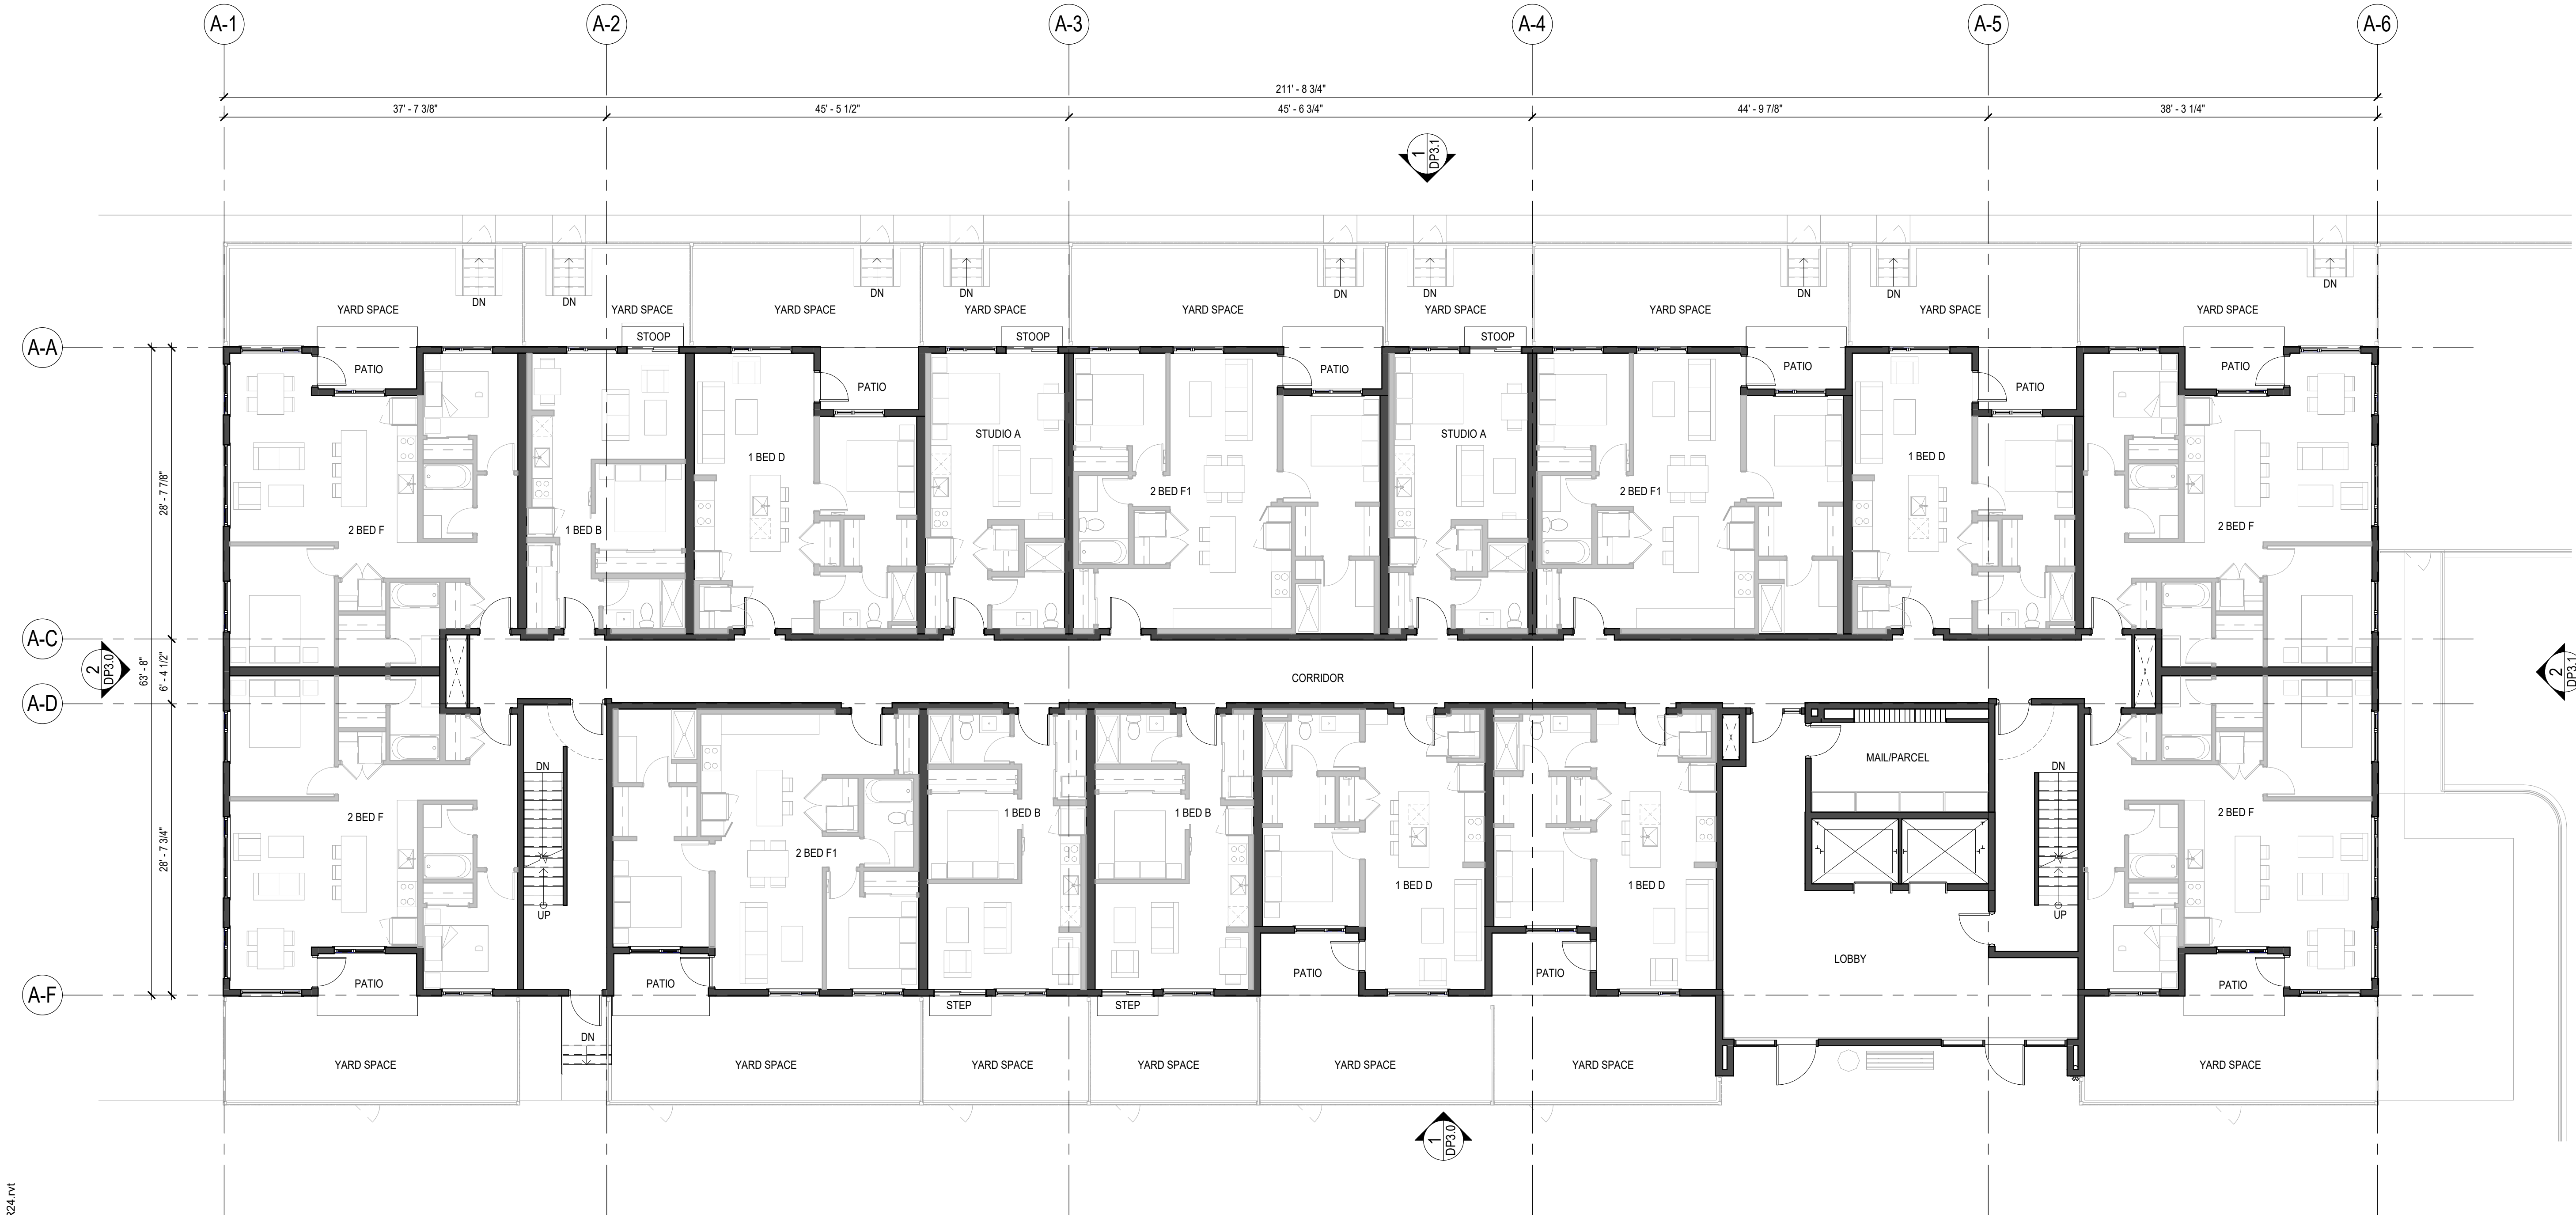 A-1
A-2
A-3
A-4
A-5
A-6
211' - 8 3/4"
37' - 7 3/8"
45' - 5 1/2"
45' - 6 3/4"
44' - 9 7/8"
38' - 3 1/4"
1
DP3.1
DN
DN
DN
DN
DN
DN
DN
DN
DN
YARD SPACE
YARD SPACE
YARD SPACE
YARD SPACE
YARD SPACE
YARD SPACE
YARD SPACE
YARD SPACE
YARD SPACE
STOOP
STOOP
STOOP
A-A
PATIO
PATIO
PATIO
PATIO
PATIO
PATIO
STUDIO A
STUDIO A
1 BED D
1 BED D
28' - 7 7/8"
2 BED F1
2 BED F1
2 BED F
1 BED B
2 BED F
A-C
2
DP3.0
63' - 8"
6' - 4 1/2"
CORRIDOR
2
DP3.1
A-D
MAIL/PARCEL
DN
DN
2 BED F
1 BED B
1 BED B
2 BED F
28' - 7 3/4"
2 BED F1
1 BED D
1 BED D
UP
UP
LOBBY
PATIO
PATIO
PATIO
PATIO
PATIO
A-F
STEP
STEP
DN
YARD SPACE
YARD SPACE
YARD SPACE
YARD SPACE
YARD SPACE
YARD SPACE
YARD SPACE
1
DP3.0
R24.rvt